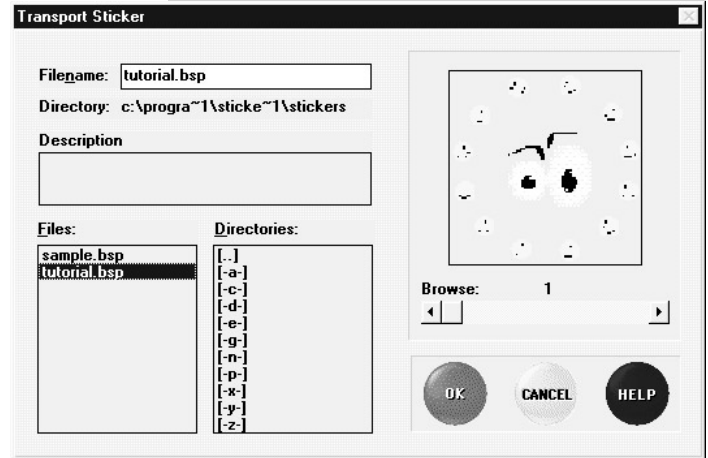 Transport Sticker
Filename: tutorial.bsp
Directory: c:\progra~1\sticke~1\stickers
Description
Files:
sample.bsp
tutorial.bsp
Directories:
[..]
[-a-]
[-c-]
[-d-]
[-e-]
[-g-]
[-n-]
[-p-]
[-x-]
[-y-]
[-z-]
Browse: 1
OK CANCEL HELP